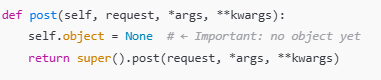 def post(self, request, *args, **kwargs):
    self.object = None  # ← Important: no object yet
    return super().post(request, *args, **kwargs)